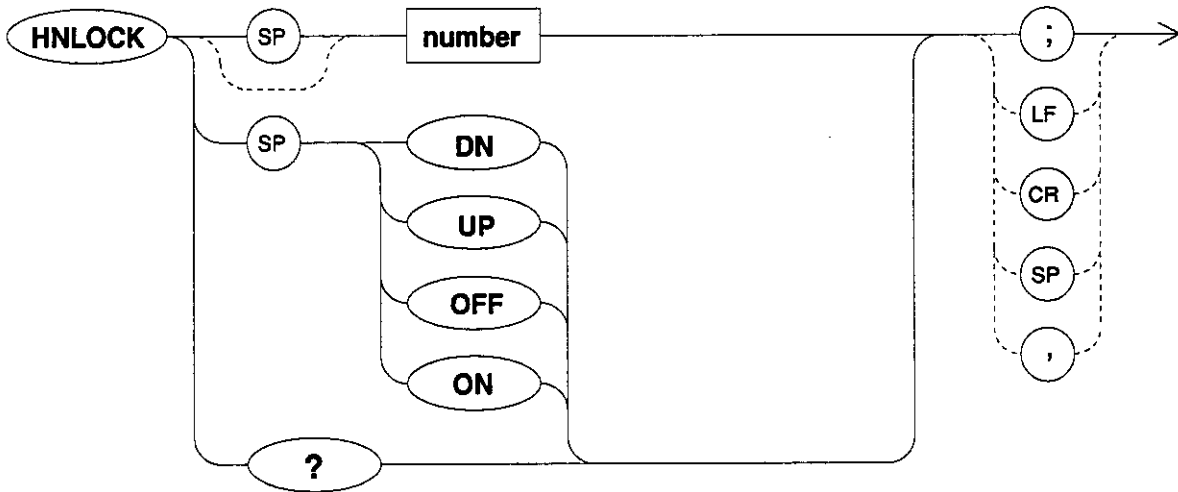 HNLOCK SP number ;
LF
SP DN
CR
UP
SP
OFF
,
ON
?